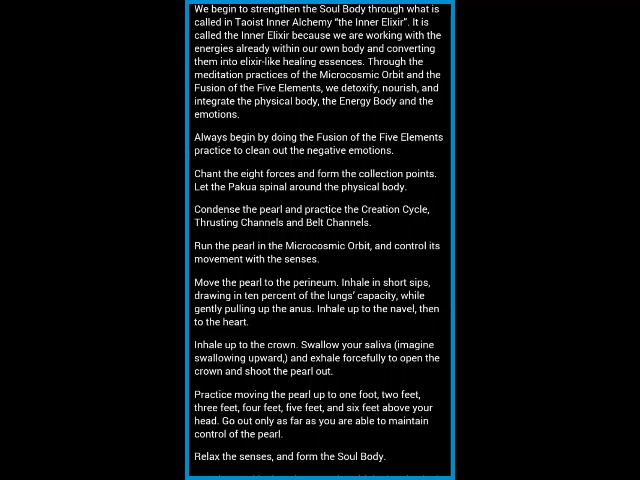 We begin to strengthen the Soul Body through what is
called in Taoist Inner Alchemy “the Inner Elixir”. It is
called the Inner Elixir because we are working with the
energies already within our own body and converting
them into elixir-like healing essences. Through the
meditation practices of the Microcosmic Orbit and the
Fusion of the Five Elements, we detoxify, nourish, and
integrate the physical body, the Energy Body and the
emotions.
Always begin by doing the Fusion of the Five Elements
practice to clean out the negative emotions.
Chant the eight forces and form the collection points.
Let the Pakua spinal around the physical body.
Condense the pearl and practice the Creation Cycle,
Thrusting Channels and Belt Channels.
Run the pearl in the Microcosmic Orbit, and control its
movement with the senses.
Move the pearl to the perineum. Inhale in short sips,
drawing in ten percent of the lungs’ capacity, while
gently pulling up the anus. Inhale up to the navel, then
to the heart.
Inhale up to the crown. Swallow your saliva (imagine
swallowing upward,) and exhale forcefully to open the
crown and shoot the pearl out.
Practice moving the pearl up to one foot, two feet,
three feet, four feet, five feet, and six feet above your
head. Go out only as far as you are able to maintain
control of the pearl.
Relax the senses, and form the Soul Body.